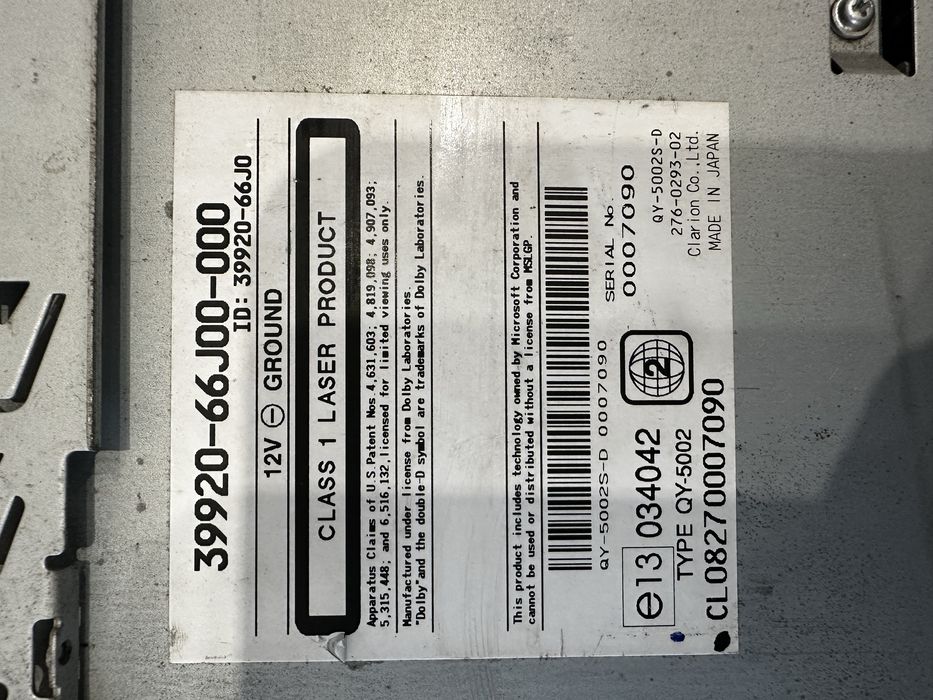 39920-66J00-000
ID: 39920-66J0
12V ⊖ GROUND
CLASS 1 LASER PRODUCT
Apparatus Claims of U.S.Patent Nos.4,631,603; 4,819,098; 4,907,093;
5,315,448; and 6,516,132,licensed for limited viewing uses only.
Manufactured under license from Dolby Laboratories.
"Dolby"and the double-D symbol are trademarks of Dolby Laboratories.
This product includes technology owned by Microsoft Corporation and
cannot be used or distributed without a license from MSLGP.
QY-5002S-D 0007090
SERIAL No.
0007090
e13 034042
2
TYPE QY-5002
CL08270007090
QY-5002S-D
276-0293-02
Clarion Co.,Ltd.
MADE IN JAPAN